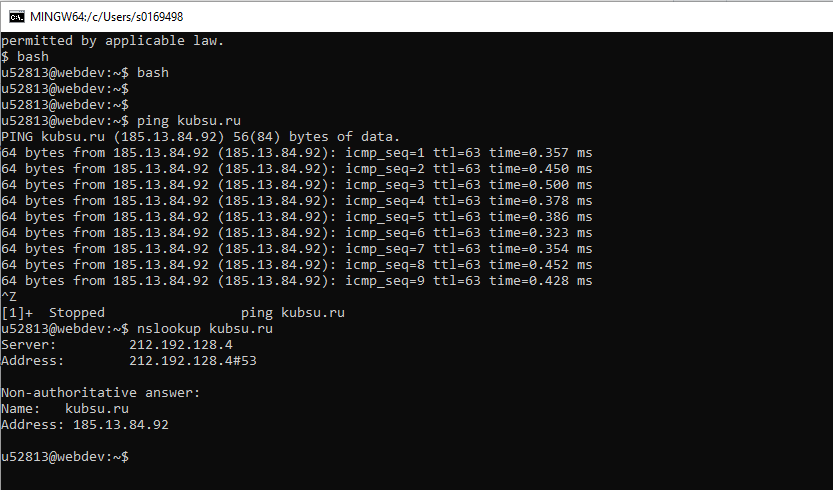 MINGW64:/c/Users/s0169498
permitted by applicable law.
$ bash
u52813@webdev:~$ bash
u52813@webdev:~$
u52813@webdev:~$
u52813@webdev:~$ ping kubsu.ru
PING kubsu.ru (185.13.84.92) 56(84) bytes of data.
64 bytes from 185.13.84.92 (185.13.84.92): icmp_seq=1 ttl=63 time=0.357 ms
64 bytes from 185.13.84.92 (185.13.84.92): icmp_seq=2 ttl=63 time=0.450 ms
64 bytes from 185.13.84.92 (185.13.84.92): icmp_seq=3 ttl=63 time=0.500 ms
64 bytes from 185.13.84.92 (185.13.84.92): icmp_seq=4 ttl=63 time=0.378 ms
64 bytes from 185.13.84.92 (185.13.84.92): icmp_seq=5 ttl=63 time=0.386 ms
64 bytes from 185.13.84.92 (185.13.84.92): icmp_seq=6 ttl=63 time=0.323 ms
64 bytes from 185.13.84.92 (185.13.84.92): icmp_seq=7 ttl=63 time=0.354 ms
64 bytes from 185.13.84.92 (185.13.84.92): icmp_seq=8 ttl=63 time=0.452 ms
64 bytes from 185.13.84.92 (185.13.84.92): icmp_seq=9 ttl=63 time=0.428 ms
^Z
[1]+  Stopped                 ping kubsu.ru
u52813@webdev:~$ nslookup kubsu.ru
Server:         212.192.128.4
Address:        212.192.128.4#53

Non-authoritative answer:
Name:   kubsu.ru
Address: 185.13.84.92

u52813@webdev:~$